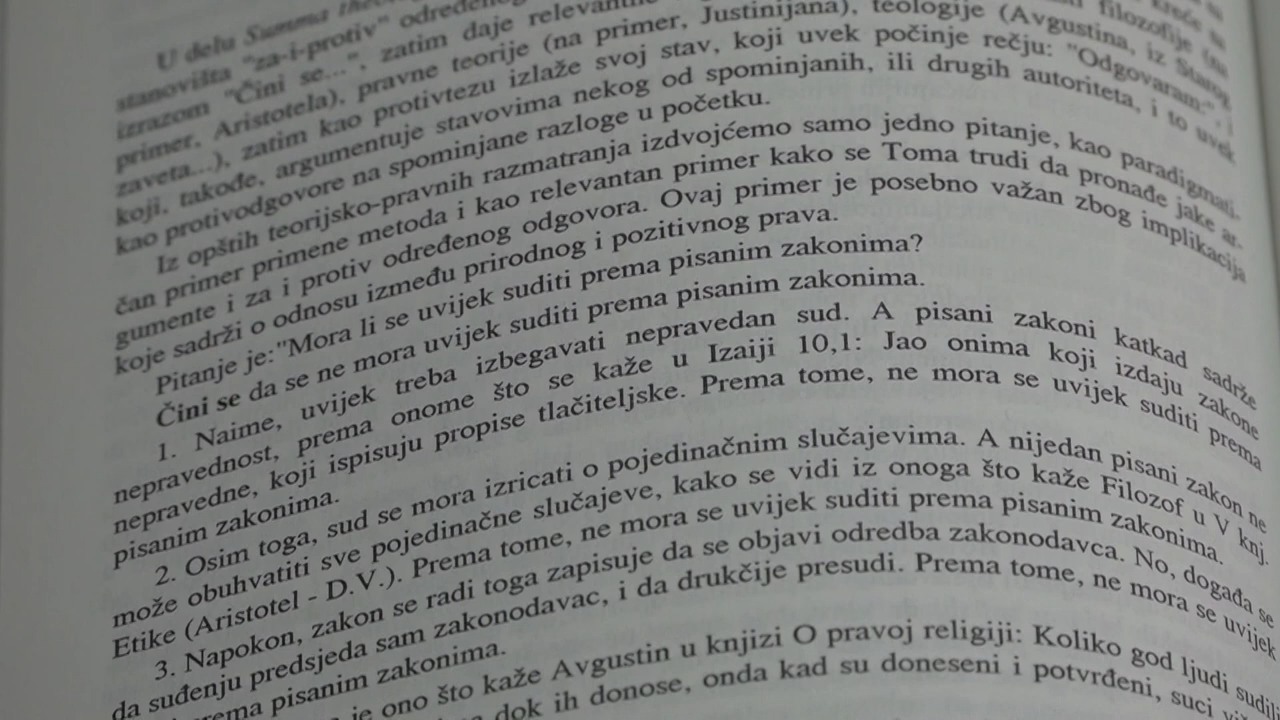 U delu Summa
stanovišta "za-i-protiv"
izrazom "Čini se...", zatim daje
primer, Aristotela), pravne teorije (na primer, Justinijana), teologije (Avgustina, iz Starog
zaveta...), zatim kao protivtezu izlaže svoj stav, koji uvek počinje rečju: "Odgovaram", i
koji, takođe, argumentuje stavovima nekog od spominjanih, ili drugih autoriteta, i to uvek
kao protivodgovore na spominjane razloge u početku.
Iz opštih teorijsko-pravnih razmatranja izdvojćemo samo jedno pitanje, kao paradigmati-
čan primer primene metoda i kao relevantan primer kako se Toma trudi da pronađe jake ar-
gumente i za i protiv određenog odgovora. Ovaj primer je posebno važan zbog implikacija
koje sadrži o odnosu između prirodnog i pozitivnog prava.
Pitanje je:"Mora li se uvijek suditi prema pisanim zakonima?
Čini se da se ne mora uvijek suditi prema pisanim zakonima.
1. Naime, uvijek treba izbegavati nepravedan sud. A pisani zakoni katkad sadrže
nepravednost, prema onome što se kaže u Izaiji 10,1: Jao onima koji izdaju zakone
nepravedne, koji ispisuju propise tlačiteljske. Prema tome, ne mora se uvijek suditi prema
pisanim zakonima.
2. Osim toga, sud se mora izricati o pojedinačnim slučajevima. A nijedan pisani zakon ne
može obuhvatiti sve pojedinačne slučajeve, kako se vidi iz onoga što kaže Filozof u V knj.
Etike (Aristotel - D.V.). Prema tome, ne mora se uvijek suditi prema pisanim zakonima.
3. Napokon, zakon se radi toga zapisuje da se objavi odredba zakonodavca. No, događa se
da suđenju predsjeda sam zakonodavac, i da drukčije presudi. Prema tome, ne mora se uvijek
prema pisanim zakonima.
je ono što kaže Avgustin u knjizi O pravoj religiji: Koliko god ljudi sudili
dok ih donose, onda kad su doneseni i potvrđeni, suci